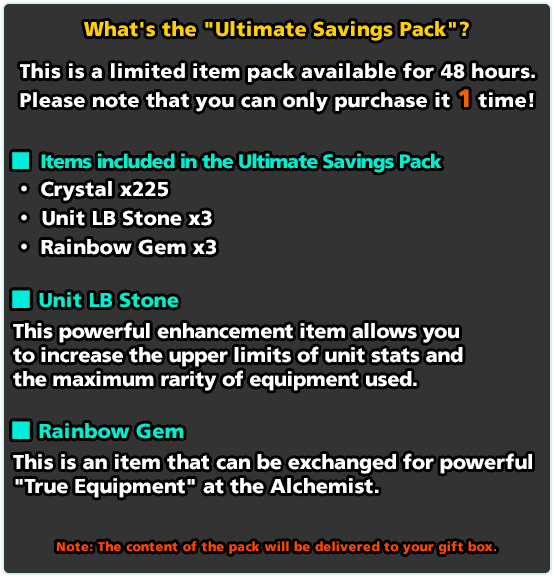 What's the "Ultimate Savings Pack"?
This is a limited item pack available for 48 hours.
Please note that you can only purchase it 1 time!
■ Items included in the Ultimate Savings Pack
• Crystal x225
• Unit LB Stone x3
• Rainbow Gem x3
■ Unit LB Stone
This powerful enhancement item allows you
to increase the upper limits of unit stats and
the maximum rarity of equipment used.
■ Rainbow Gem
This is an item that can be exchanged for powerful
"True Equipment" at the Alchemist.
Note: The content of the pack will be delivered to your gift box.